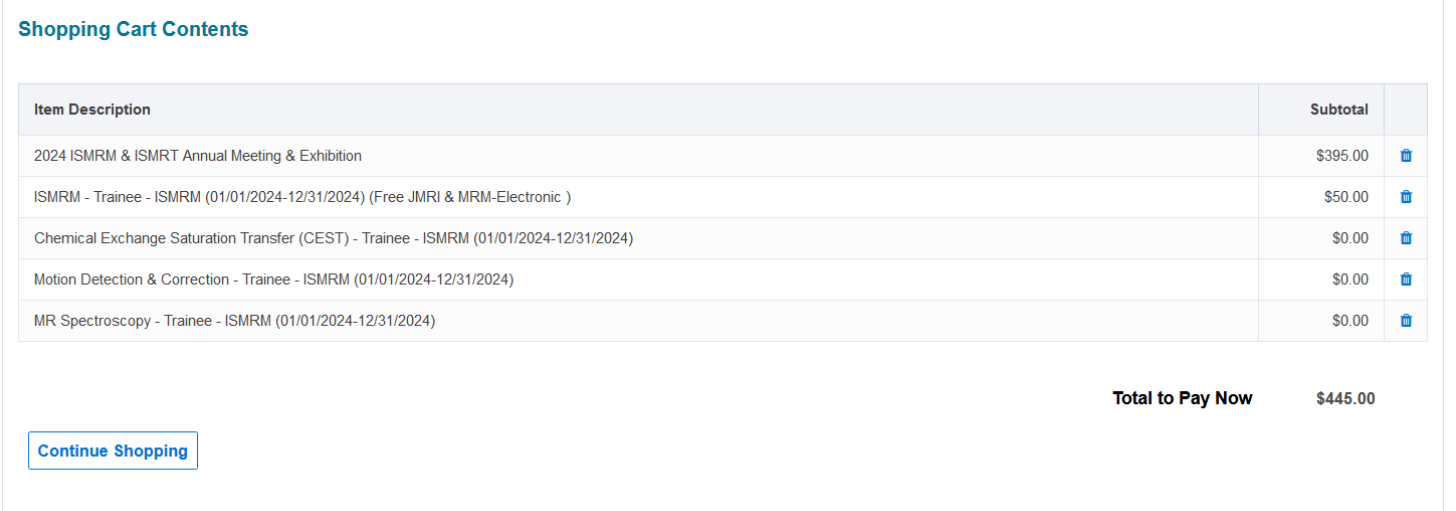 Shopping Cart Contents
Item Description Subtotal
2024 ISMRM & ISMRT Annual Meeting & Exhibition $395.00
ISMRM - Trainee - ISMRM (01/01/2024-12/31/2024) (Free JMRI & MRM-Electronic ) $50.00
Chemical Exchange Saturation Transfer (CEST) - Trainee - ISMRM (01/01/2024-12/31/2024) $0.00
Motion Detection & Correction - Trainee - ISMRM (01/01/2024-12/31/2024) $0.00
MR Spectroscopy - Trainee - ISMRM (01/01/2024-12/31/2024) $0.00
Total to Pay Now $445.00
Continue Shopping